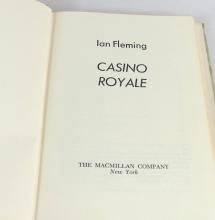 Ian Fleming
CASINO
ROYALE
THE MACMILLAN COMPANY
New York